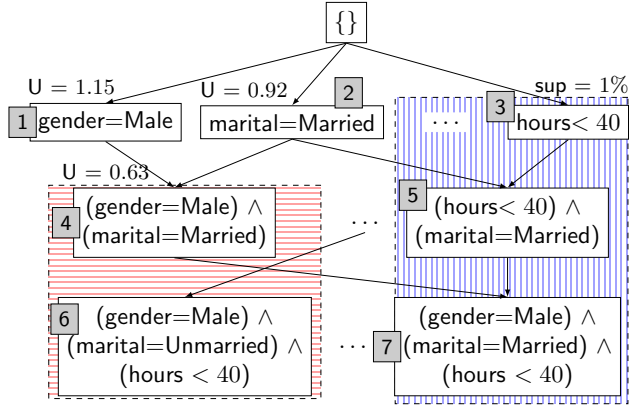 {}
U = 1.15
U = 0.92
2
sup = 1%
1
gender=Male
marital=Married
· · ·
3
hours< 40
U = 0.63
4
(gender=Male) ∧
(marital=Married)
· · ·
5
(hours< 40) ∧
(marital=Married)
6
(gender=Male) ∧
(marital=Unmarried) ∧
(hours < 40)
· · ·
7
(gender=Male) ∧
(marital=Married) ∧
(hours < 40)